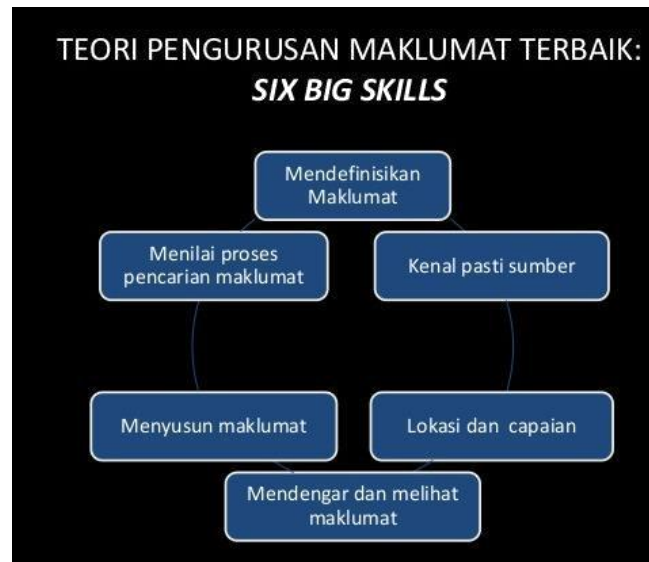 TEORI PENGURUSAN MAKLUMAT TERBAIK:
SIX BIG SKILLS
Mendefinisikan
Maklumat
Kenal pasti sumber
Lokasi dan capaian
Mendengar dan melihat
maklumat
Menyusun maklumat
Menilai proses
pencarian maklumat